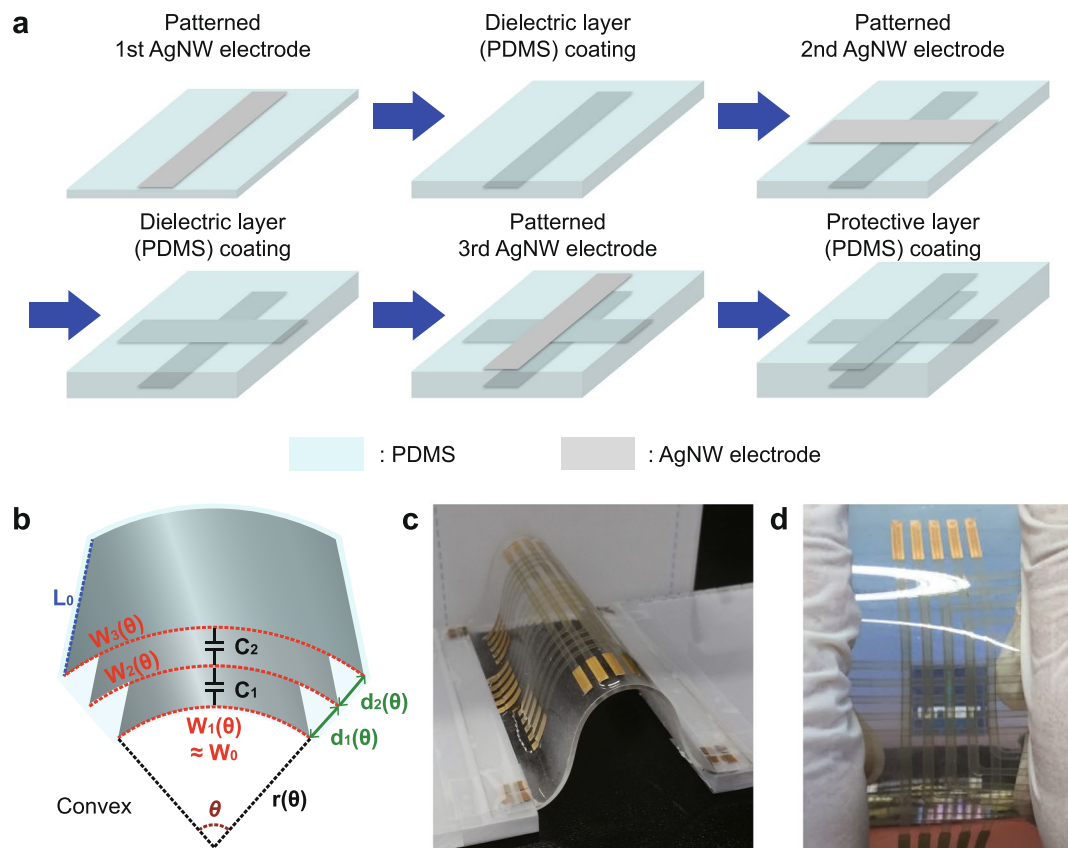 a
Patterned
1st AgNW electrode
Dielectric layer
(PDMS) coating
Patterned
2nd AgNW electrode
Dielectric layer
(PDMS) coating
Patterned
3rd AgNW electrode
Protective layer
(PDMS) coating
: PDMS
: AgNW electrode
b
L₀
W₃(θ)
W₂(θ)
C₂
C₁
W₁(θ)
≈ W₀
d₂(θ)
d₁(θ)
Convex
θ
r(θ)
c
d